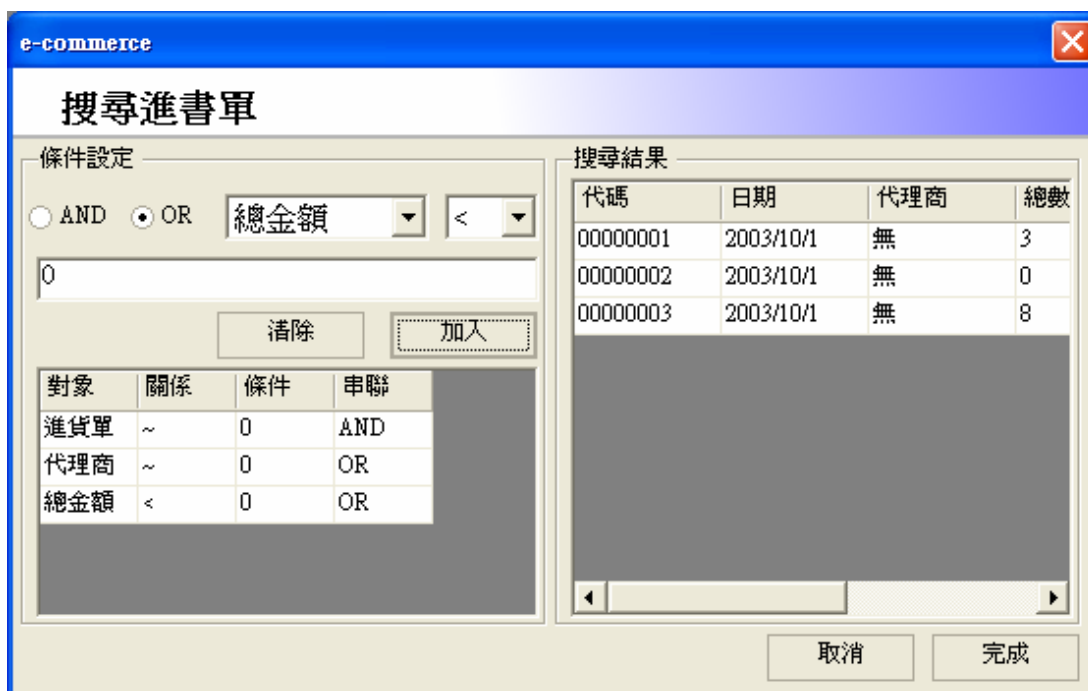 e-commerce
搜尋進書單
條件設定
AND OR 總金額 <
0
清除 加入
對象 關係 條件 串聯
進貨單 ~ 0 AND
代理商 ~ 0 OR
總金額 < 0 OR
搜尋結果
代碼 日期 代理商 總數
00000001 2003/10/1 無 3
00000002 2003/10/1 無 0
00000003 2003/10/1 無 8
取消 完成